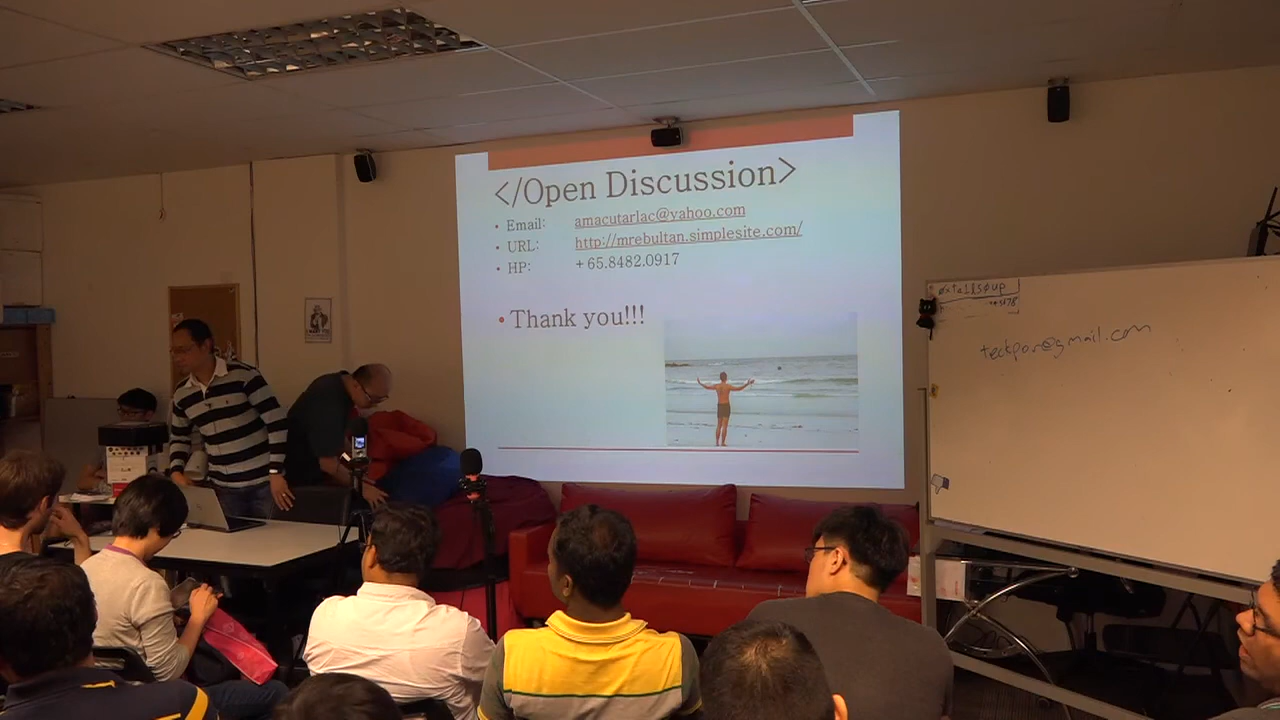 </Open Discussion>
• Email: amacutarlac@yahoo.com
• URL: http://mrebultan.simplesite.com/
• HP: +65.8482.0917
• Thank you!!!
teckpor@gmail.com